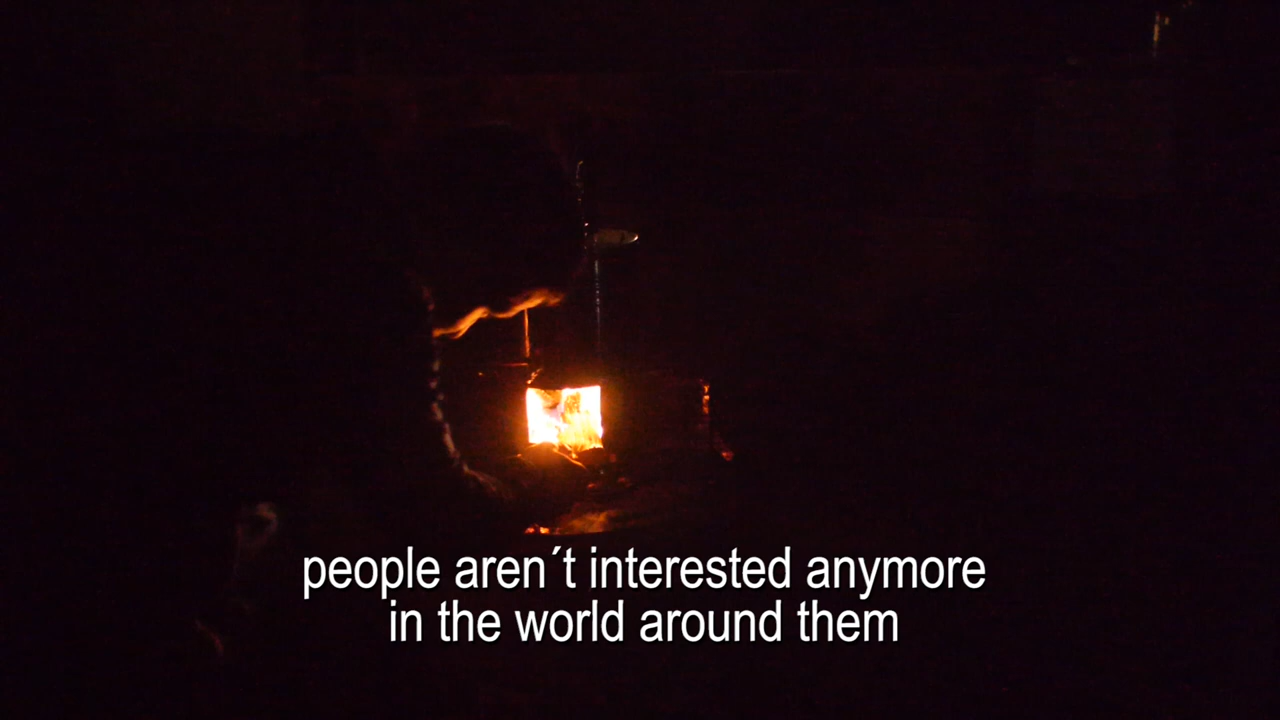 people aren´t interested anymore
in the world around them